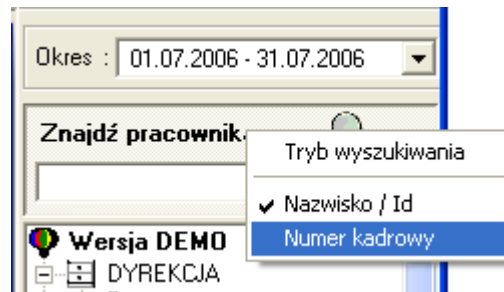 Okres : 01.07.2006 - 31.07.2006
Znajdź pracownik
Tryb wyszukiwania
Nazwisko / Id
Numer kadrowy
Wersja DEMO
DYREKCJA